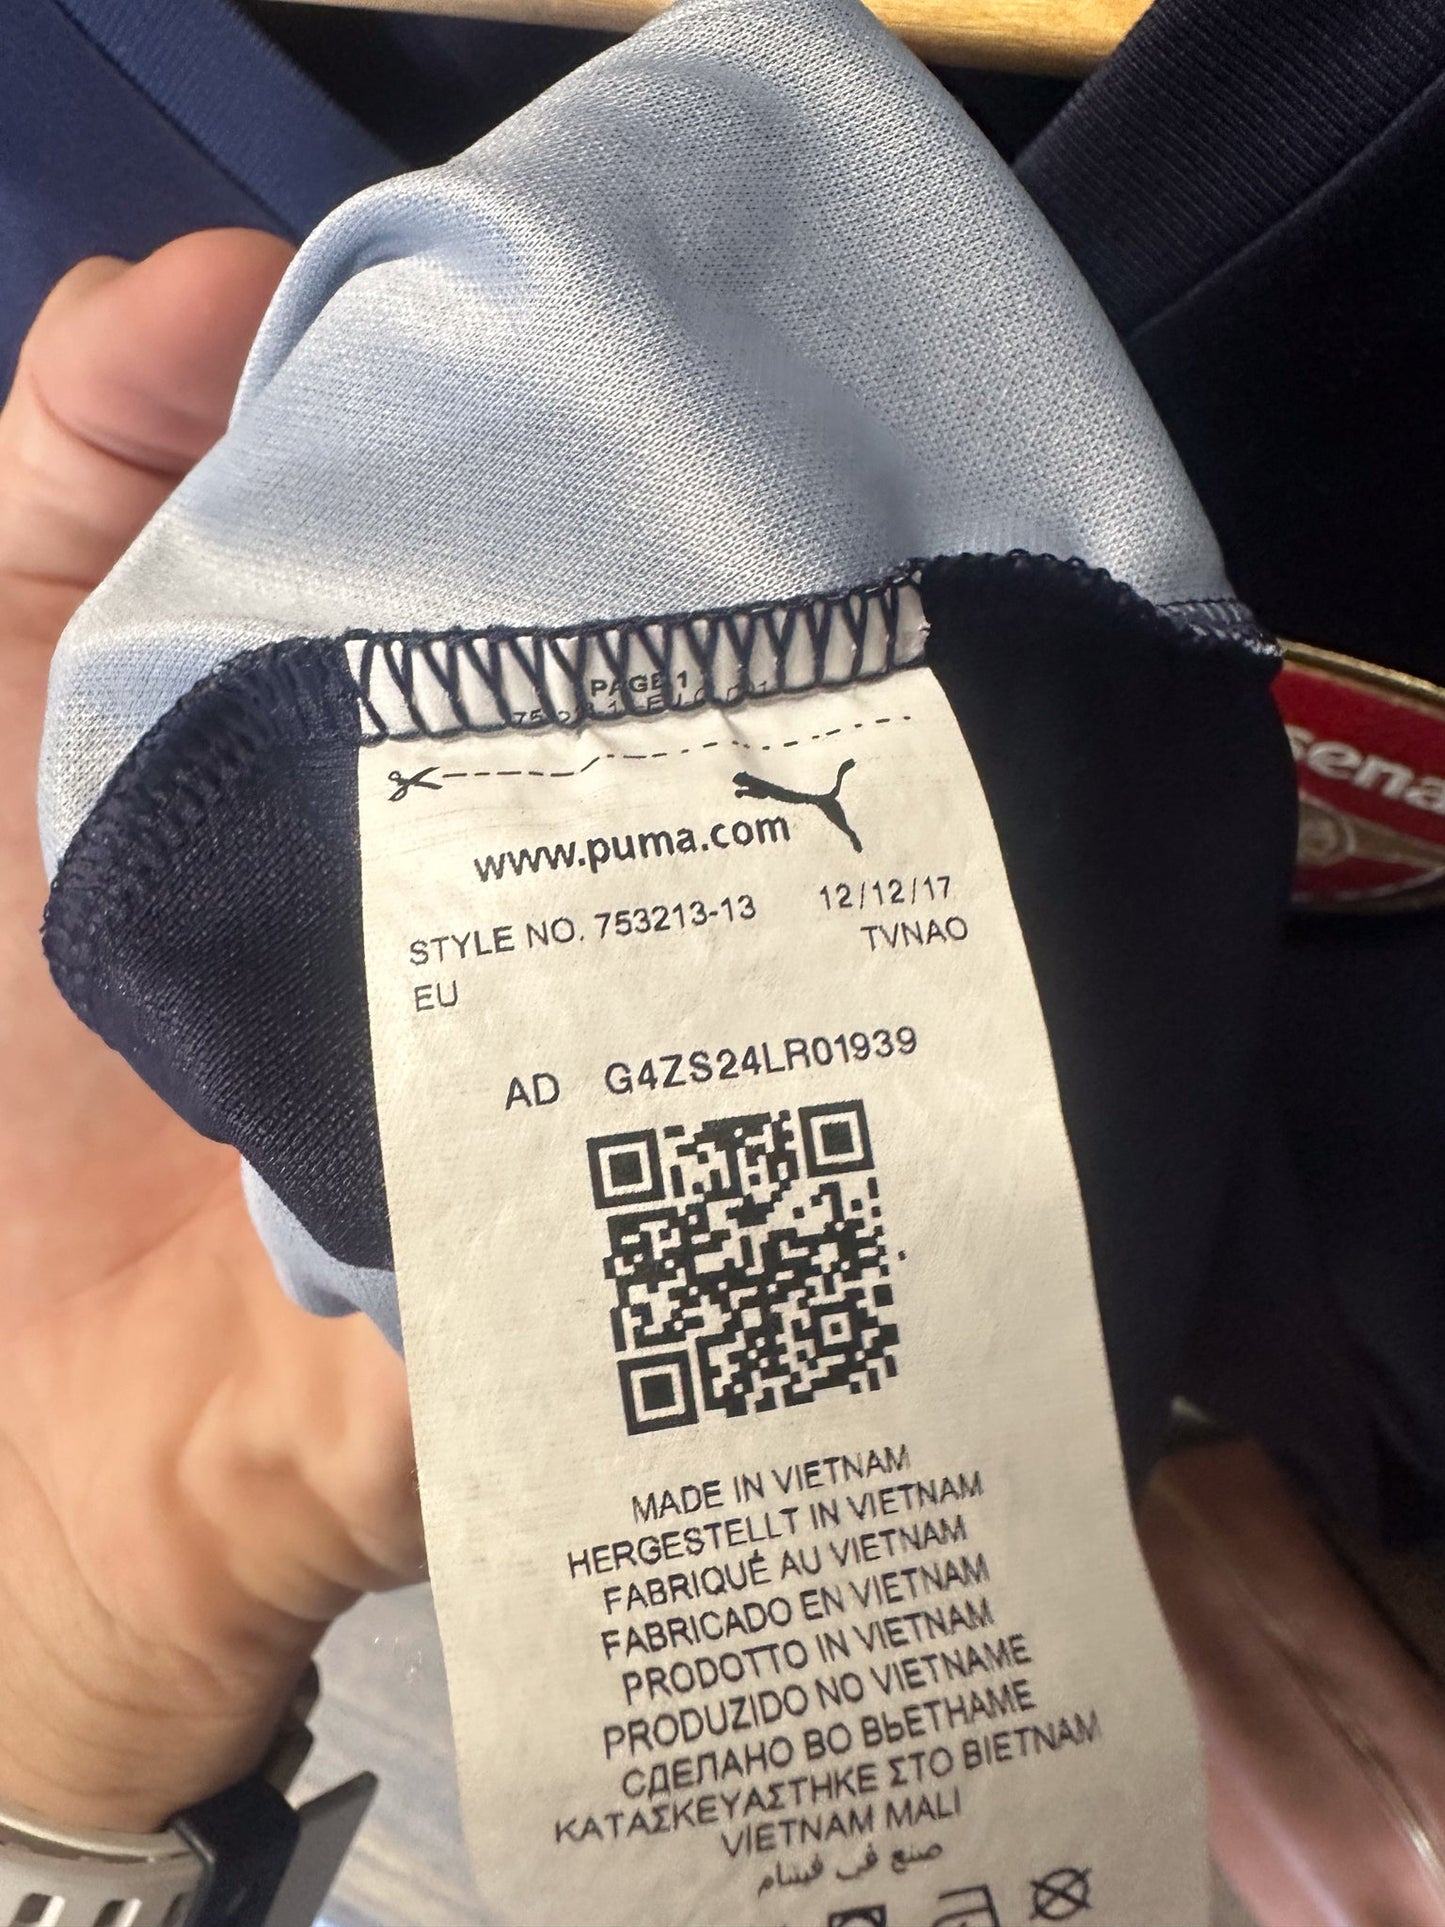 PAGE 1
www.puma.com
STYLE NO. 753213-13 12/12/17
EU TVNAO
AD G4ZS24LR01939
MADE IN VIETNAM
HERGESTELLT IN VIETNAM
FABRIQUÉ AU VIETNAM
FABRICADO EN VIETNAM
PRODOTTO IN VIETNAM
PRODUZIDO NO VIETNAME
СДЕЛАНО ВО ВЬЕТНАМЕ
ΚΑΤΑΣΚΕΥΑΣΤΗΚΕ ΣΤΟ ΒΙΕΤΝΑΜ
VIETNAM MALI
صنع في فيتنام